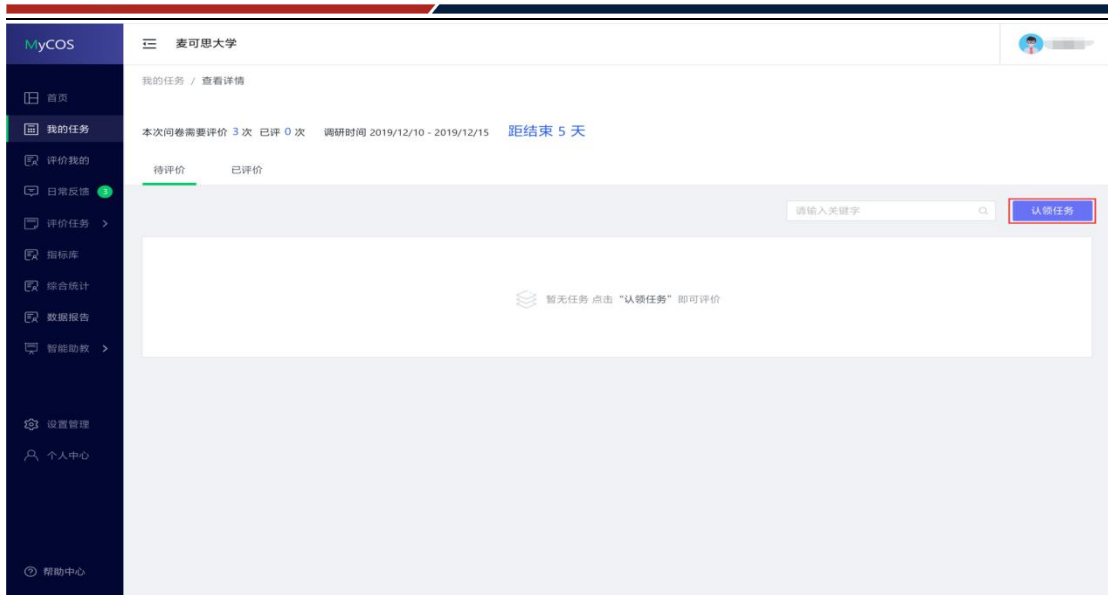 MyCOS
麦可思大学
我的任务 / 查看详情
首页
我的任务
评价我的
日常反馈 3
评价任务 >
指标库
综合统计
数据报告
智能助教 >
设置管理
个人中心
帮助中心
本次问卷需要评价 3 次 已评 0 次 调研时间 2019/12/10 - 2019/12/15 距结束 5 天
待评价 已评价
请输入关键字 认领任务
暂无任务 点击 “认领任务” 即可评价